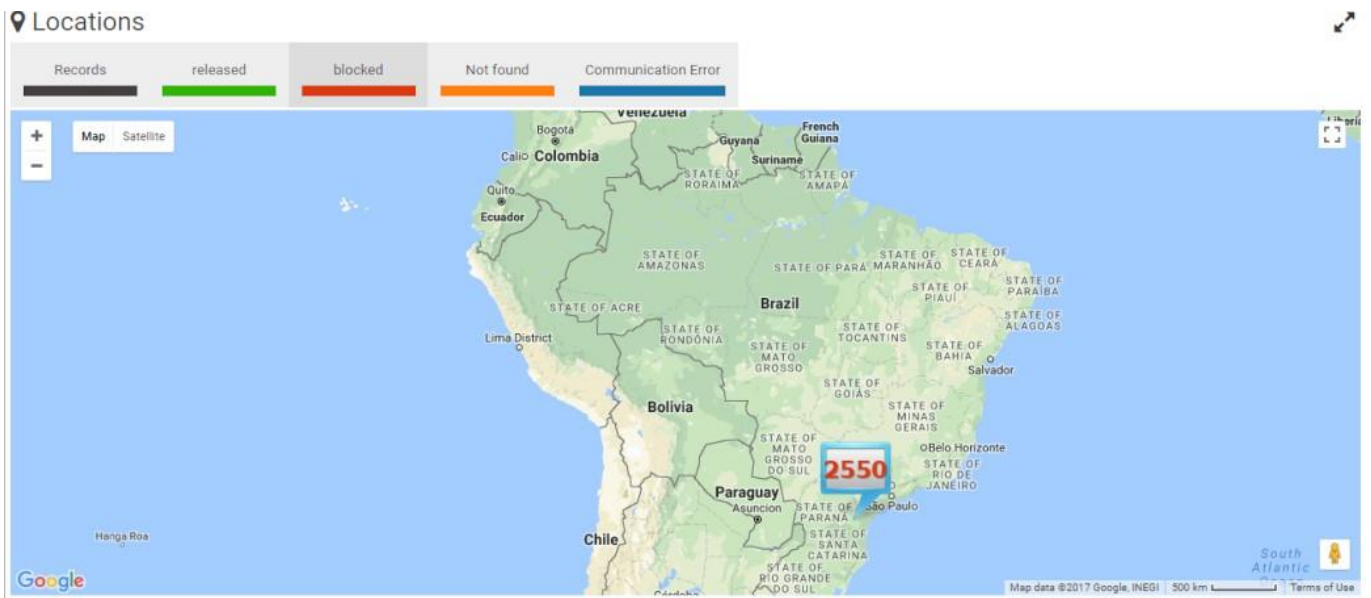 Locations
Records released blocked Not found Communication Error
+ Map Satellite
−
Venezuela
Bogotá
French
Guiana
Guyana
Calio Colombia
Suriname
STATE OF
RORAIMA
STATE OF
AMAPÁ
Quito
Ecuador
STATE OF
AMAZONAS
STATE OF PARÁ
STATE OF
MARANHÃO
STATE OF
CEARÁ
STATE OF
PIAUÍ
STATE OF
PARAÍBA
Brazil
STATE OF ACRE
STATE OF
ALAGOAS
STATE OF
RONDÔNIA
STATE OF
TOCANTINS
Lima District
STATE OF
MATO
GROSSO
STATE OF
BAHIA
Salvador
STATE OF
GOIÁS
Bolivia
STATE OF
MINAS
GERAIS
STATE OF
MATO
GROSSO
DO SUL
Belo Horizonte
2550
STATE OF
RIO DE
JANEIRO
Paraguay
Asuncion
STATE OF
PARANÁ
São Paulo
Hanga Roa
Chile
STATE OF
SANTA
CATARINA
South
Atlantic
STATE OF
RIO GRANDE
DO SUL
Google
Córdoba
Map data ©2017 Google, INEGI 500 km Terms of Use